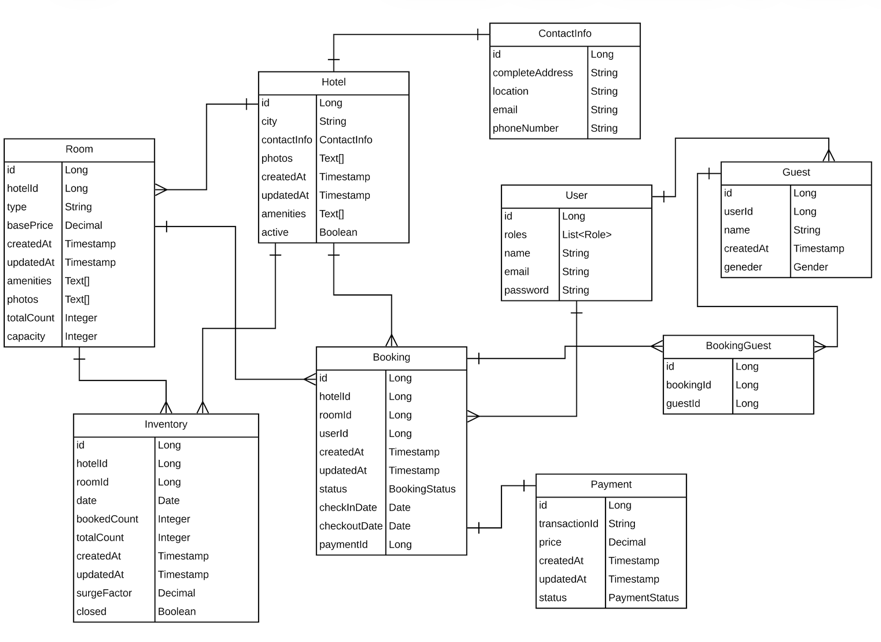 ContactInfo
id Long
completeAddress String
location String
email String
phoneNumber String
Hotel
id Long
city String
contactInfo ContactInfo
photos Text[]
createdAt Timestamp
updatedAt Timestamp
amenities Text[]
active Boolean
Room
id Long
hotelId Long
type String
basePrice Decimal
createdAt Timestamp
updatedAt Timestamp
amenities Text[]
photos Text[]
totalCount Integer
capacity Integer
User
id Long
roles List<Role>
name String
email String
password String
Guest
id Long
userId Long
name String
createdAt Timestamp
geneder Gender
BookingGuest
id Long
bookingId Long
guestId Long
Booking
id Long
hotelId Long
roomId Long
userId Long
createdAt Timestamp
updatedAt Timestamp
status BookingStatus
checkInDate Date
checkoutDate Date
paymentId Long
Inventory
id Long
hotelId Long
roomId Long
date Date
bookedCount Integer
totalCount Integer
createdAt Timestamp
updatedAt Timestamp
surgeFactor Decimal
closed Boolean
Payment
id Long
transactionId String
price Decimal
createdAt Timestamp
updatedAt Timestamp
status PaymentStatus